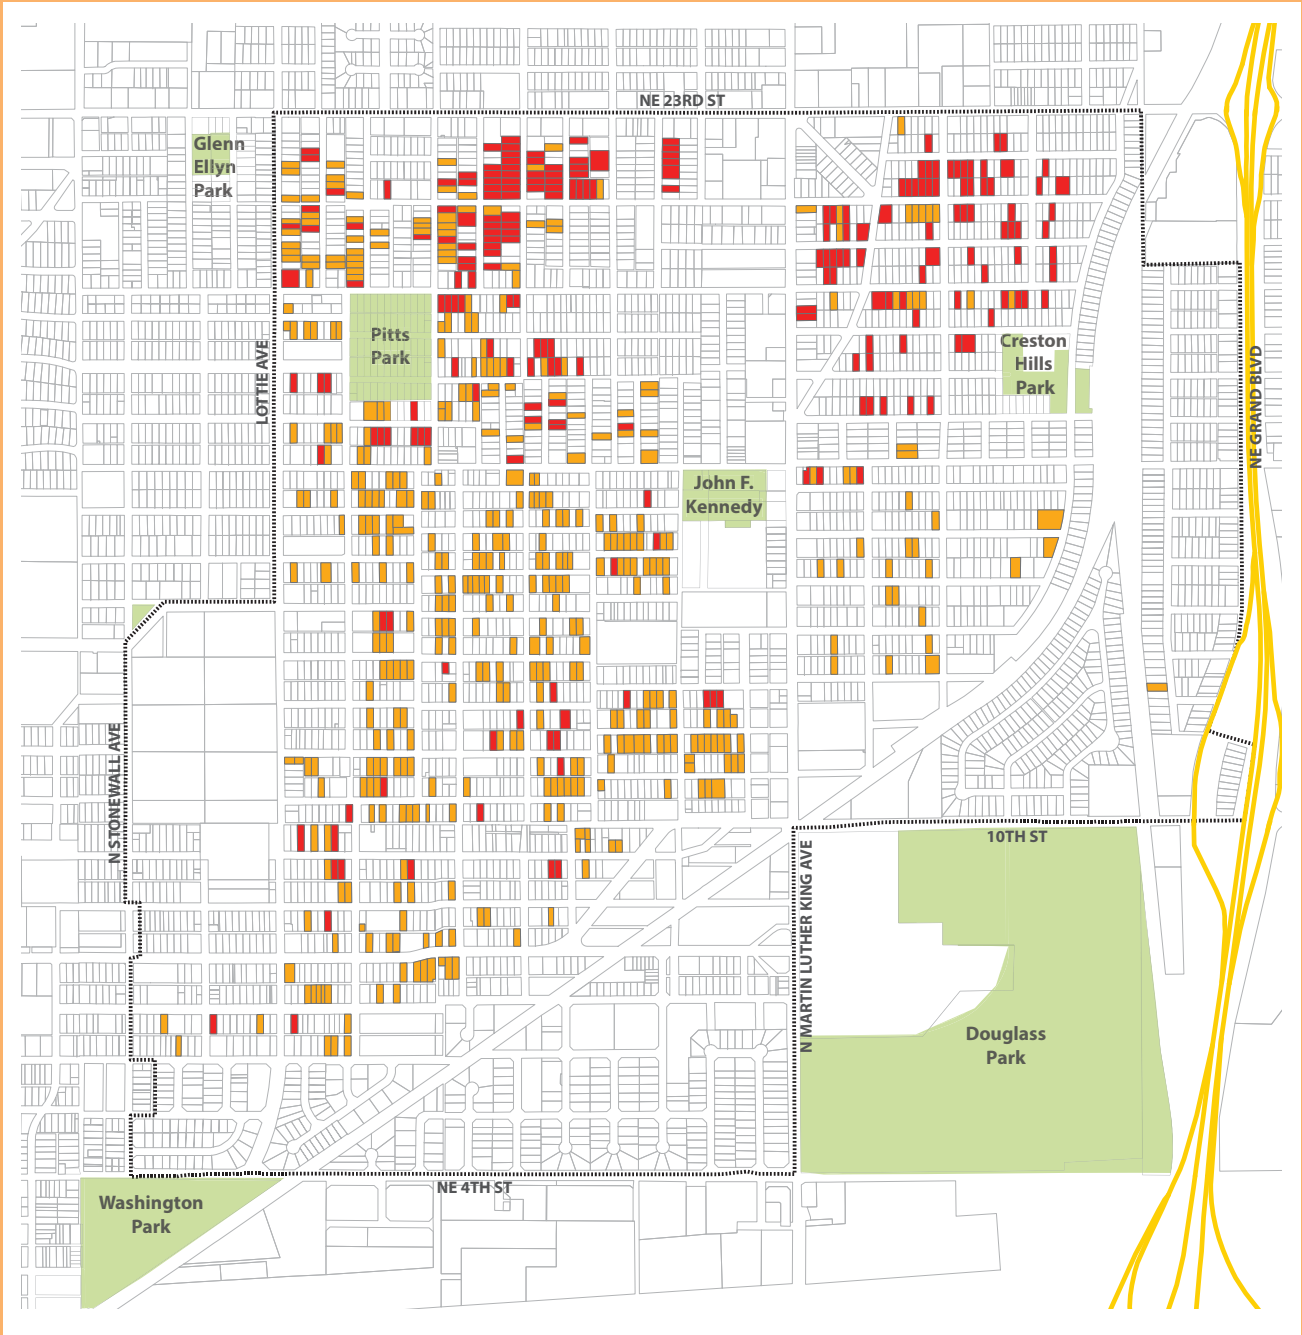 NE 23RD ST
Glenn
Ellyn
Park
Pitts
Park
Creston
Hills
Park
LOTTIE AVE
NE GRAND BLVD
John F.
Kennedy
N STONEWALL AVE
10TH ST
N MARTIN LUTHER KING AVE
Douglass
Park
NE 4TH ST
Washington
Park